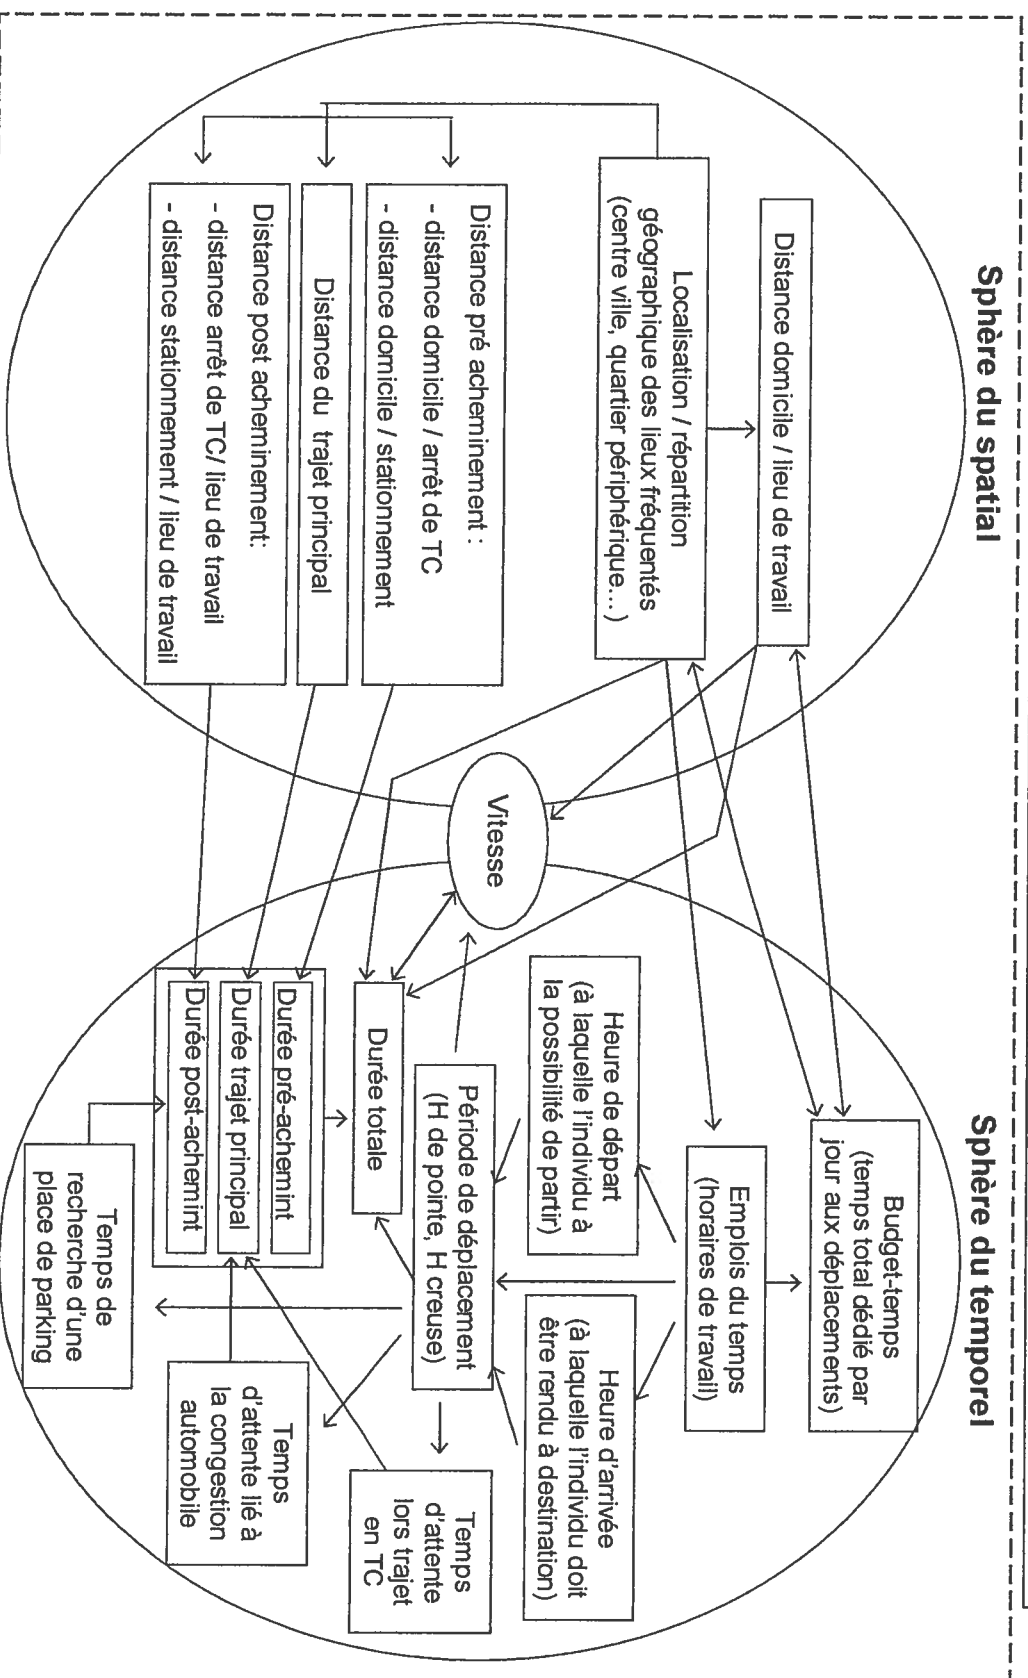 Sphère du spatial
Distance domicile / lieu de travail
Localisation / répartition
géographique des lieux fréquentés
(centre ville, quartier périphérique...)
Distance pré acheminement :
- distance domicile / arrêt de TC
- distance domicile / stationnement
Distance du trajet principal
Distance post acheminement:
- distance arrêt de TC/ lieu de travail
- distance stationnement / lieu de travail
Vitesse
Sphère du temporel
Budget-temps
(temps total dédié par
jour aux déplacements)
Emplois du temps
(horaires de travail)
Heure de départ
(à laquelle l'individu à
la possibilité de partir)
Heure d'arrivée
(à laquelle l'individu doit
être rendu à destination)
Période de déplacement
(H de pointe, H creuse)
Durée totale
Durée pré-achemint
Durée trajet principal
Durée post-achemint
Temps
d'attente
lors trajet
en TC
Temps
d'attente lié à
la congestion
automobile
Temps de
recherche d'une
place de parking